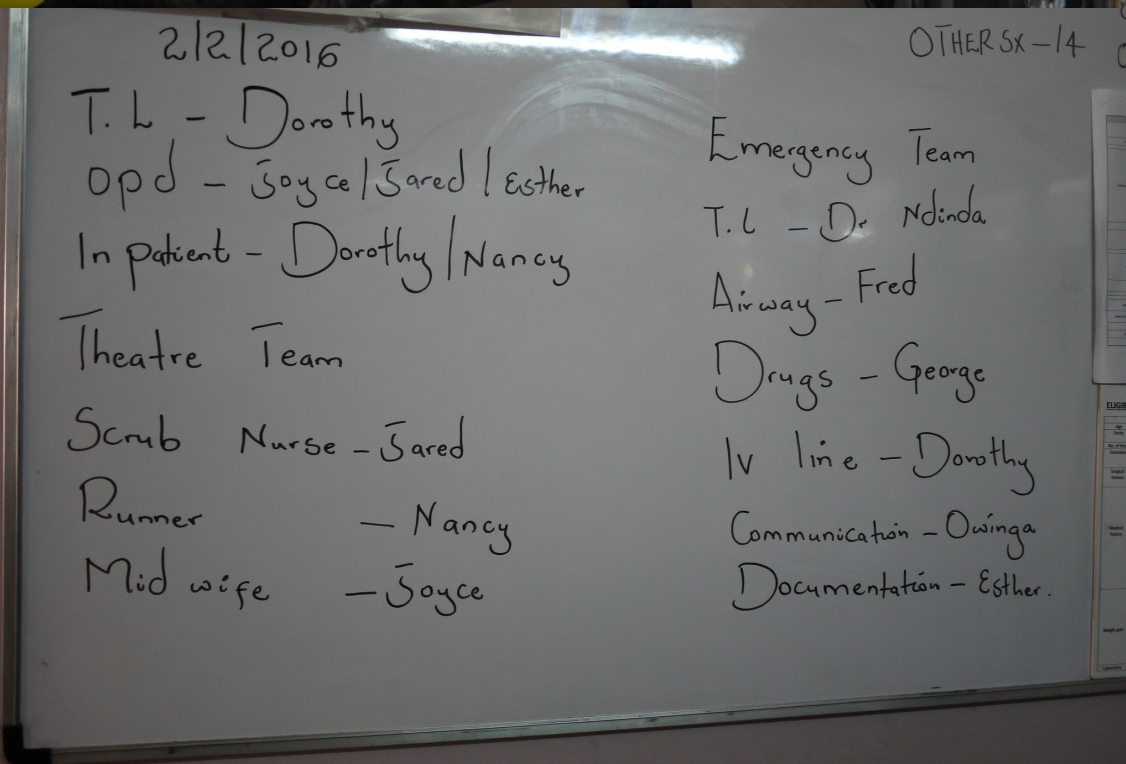 2/2/2016
T.L - Dorothy
Opd - Joyce/Jared/Esther
In patient - Dorothy/Nancy
Theatre Team
Scrub Nurse - Jared
Runner - Nancy
Mid wife - Joyce
OTHER SX - 14
Emergency Team
T.L - Dr Ndinda
Airway - Fred
Drugs - George
IV line - Dorothy
Communication - Owinga
Documentation - Esther.